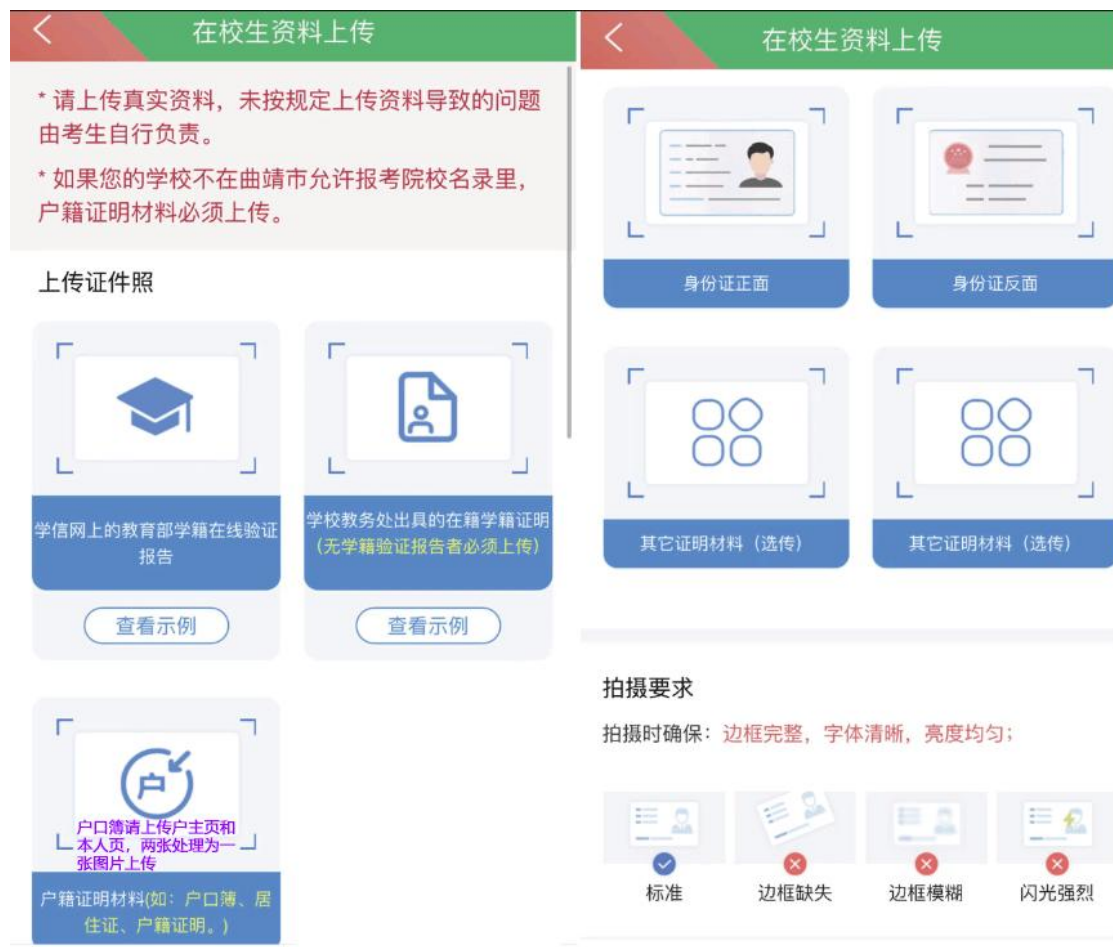 在校生资料上传
* 请上传真实资料，未按规定上传资料导致的问题
由考生自行负责。
* 如果您的学校不在曲靖市允许报考院校名录里，
户籍证明材料必须上传。
上传证件照
学信网上的教育部学籍在线验证
报告
查看示例
学校教务处出具的在籍学籍证明
（无学籍验证报告者必须上传）
查看示例
户
户口簿请上传户主页和
本人页，两张处理为一
张图片上传
户籍证明材料(如：户口簿、居
住证、户籍证明。)
在校生资料上传
身份证正面
身份证反面
其它证明材料（选传）
其它证明材料（选传）
拍摄要求
拍摄时确保：边框完整，字体清晰，亮度均匀；
标准
边框缺失
边框模糊
闪光强烈